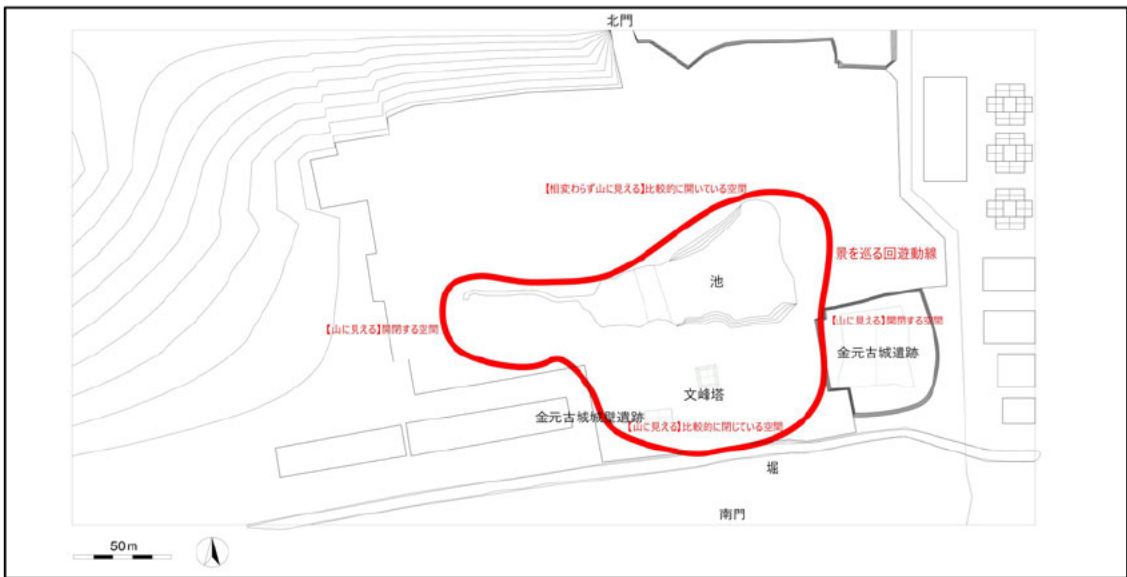 北門
【相変わらず山に見える】比較的に開いている空間
景を巡る回遊動線
池
【山に見える】開閉する空間
【山に見える】開閉する空間
金元古城遺跡
文峰塔
金元古城城壁遺跡
【山に見える】比較的に閉じている空間
堀
南門
50m